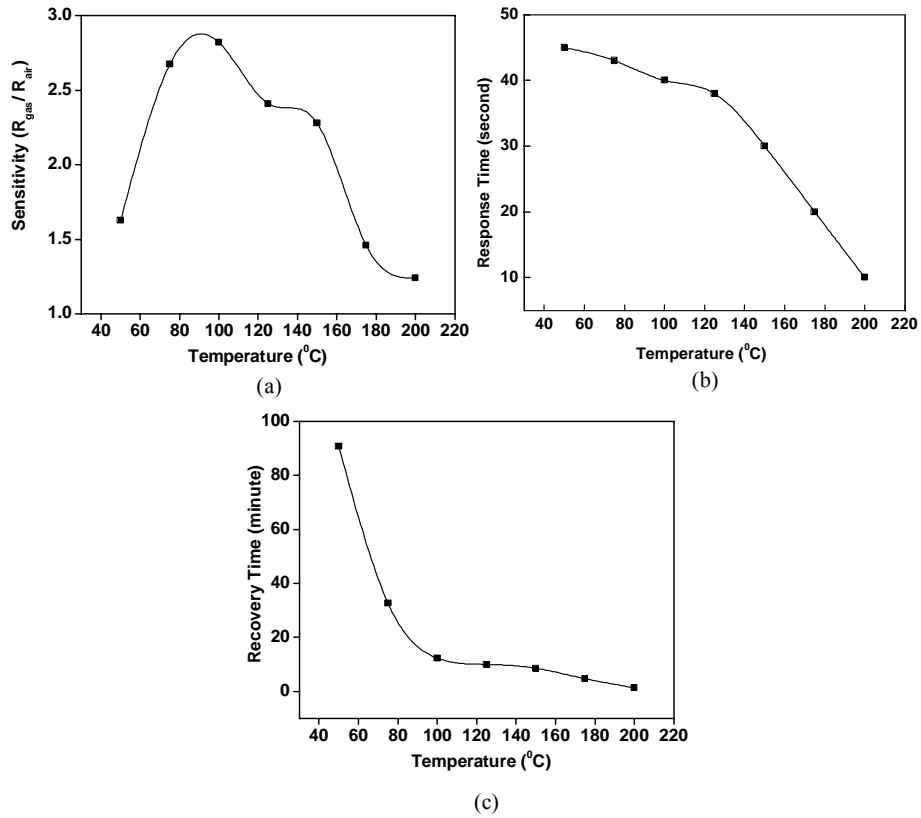 3.0
2.5
2.0
1.5
1.0
Sensitivity (R_gas / R_air)
40 60 80 100 120 140 160 180 200 220
Temperature (⁰C)
(a)
50
40
30
20
10
Response Time (second)
40 60 80 100 120 140 160 180 200 220
Temperature (⁰C)
(b)
100
80
60
40
20
0
Recovery Time (minute)
40 60 80 100 120 140 160 180 200 220
Temperature (⁰C)
(c)